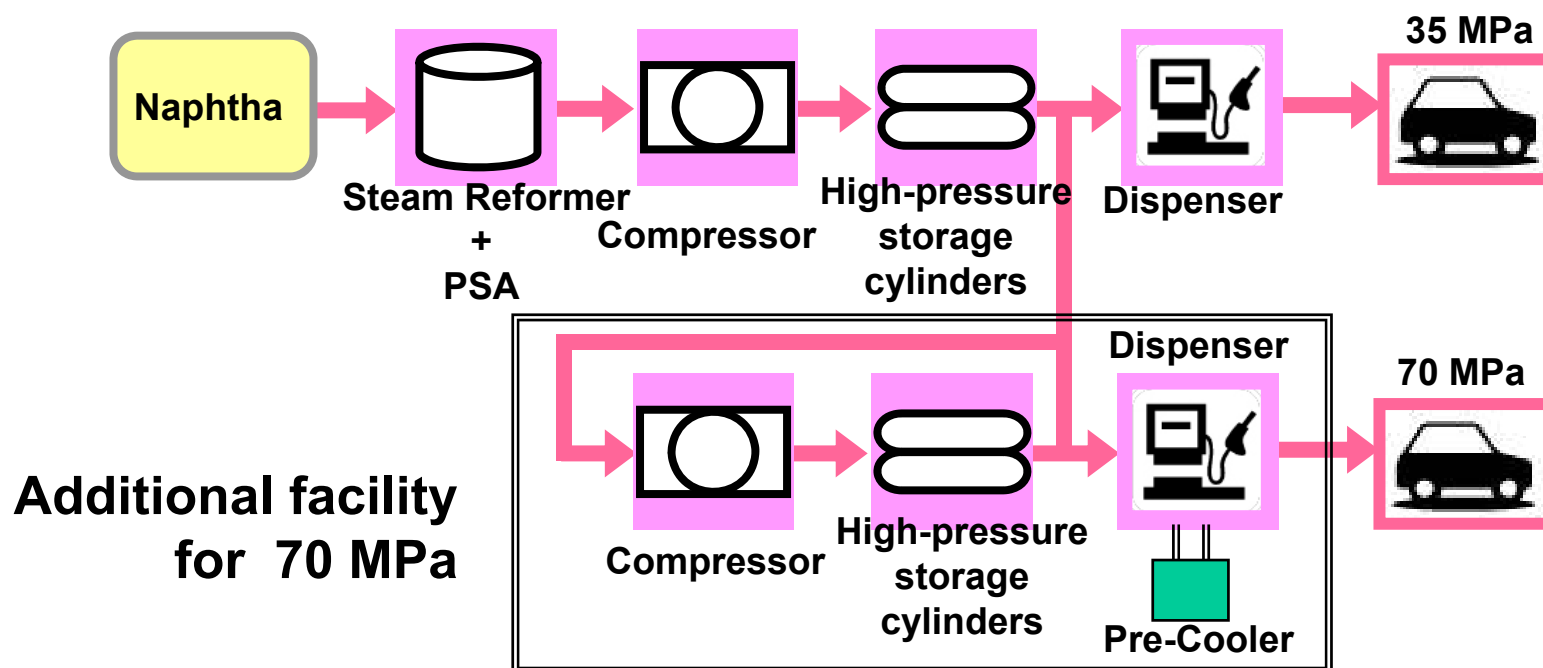 35 MPa
Naphtha
Steam Reformer
+
PSA
Compressor
High-pressure
storage
cylinders
Dispenser
Additional facility
for 70 MPa
Dispenser
70 MPa
Compressor
High-pressure
storage
cylinders
Pre-Cooler